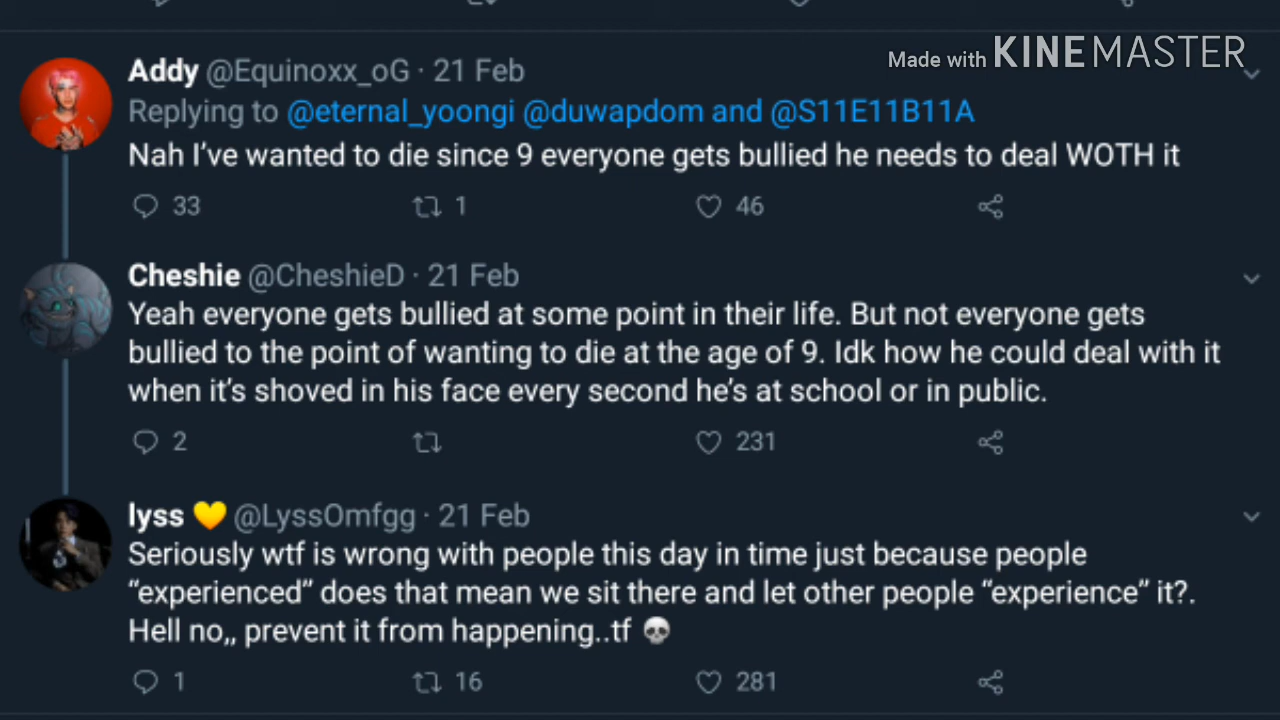 Made with KINEMASTER
Addy @Equinoxx_oG · 21 Feb
Replying to @eternal_yoongi @duwapdom and @S11E11B11A
Nah I've wanted to die since 9 everyone gets bullied he needs to deal WOTH it
33 1 46
Cheshie @CheshieD · 21 Feb
Yeah everyone gets bullied at some point in their life. But not everyone gets
bullied to the point of wanting to die at the age of 9. Idk how he could deal with it
when it's shoved in his face every second he's at school or in public.
2 231
lyss 💛 @LyssOmfgg · 21 Feb
Seriously wtf is wrong with people this day in time just because people
“experienced” does that mean we sit there and let other people “experience” it?.
Hell no,, prevent it from happening..tf 💀
1 16 281